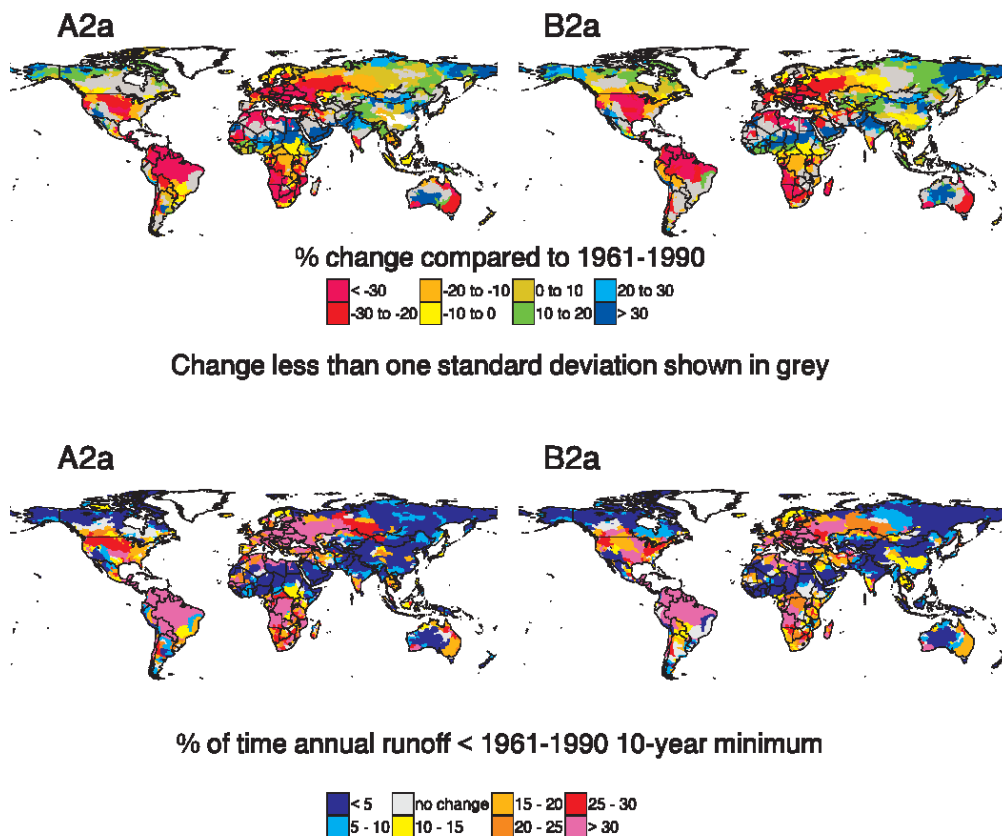 A2a
B2a
% change compared to 1961-1990
< -30
-20 to -10
0 to 10
20 to 30
-30 to -20
-10 to 0
10 to 20
> 30
Change less than one standard deviation shown in grey
A2a
B2a
% of time annual runoff < 1961-1990 10-year minimum
< 5
no change
15 - 20
25 - 30
5 - 10
10 - 15
20 - 25
> 30